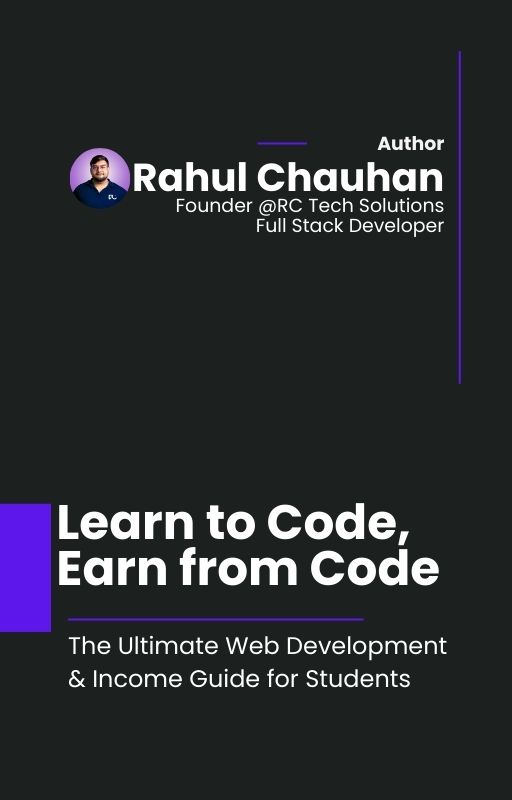 Author
Rahul Chauhan
Founder @RC Tech Solutions
Full Stack Developer
Learn to Code,
Earn from Code
The Ultimate Web Development
& Income Guide for Students